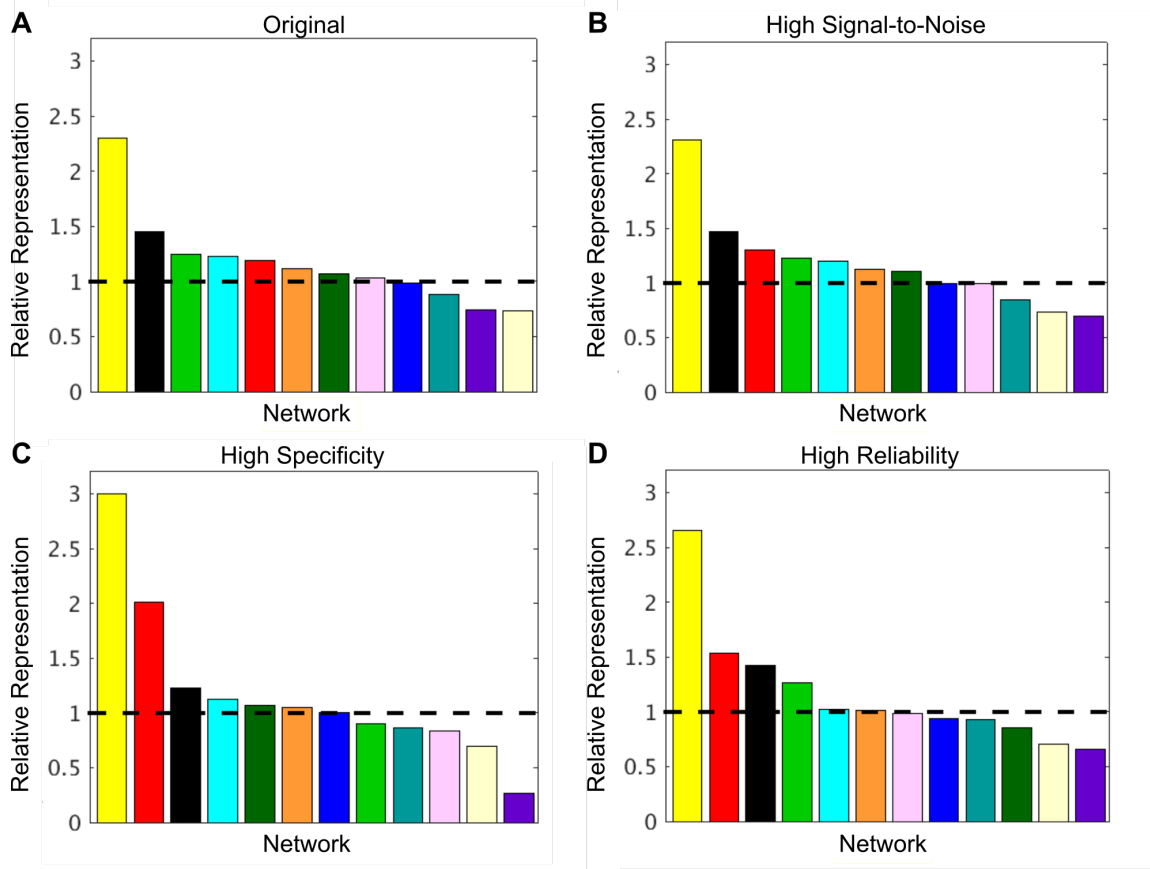 A
Original
3
2.5
2
1.5
1
0.5
0
Relative Representation
Network
B
High Signal-to-Noise
3
2.5
2
1.5
1
0.5
0
Relative Representation
Network
C
High Specificity
3
2.5
2
1.5
1
0.5
0
Relative Representation
Network
D
High Reliability
3
2.5
2
1.5
1
0.5
0
Relative Representation
Network